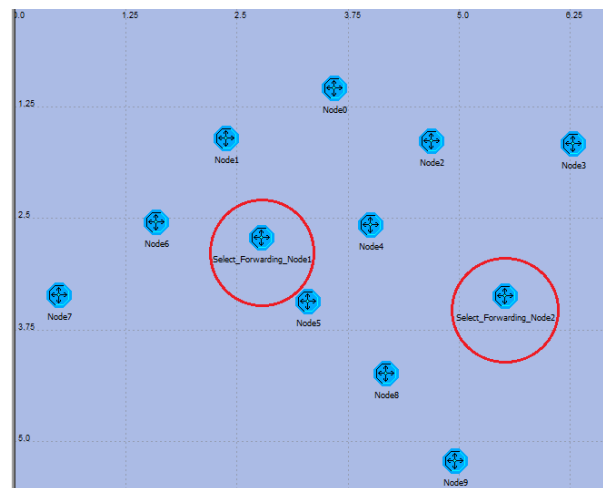 0.0 1.25 2.5 3.75 5.0 6.25
Node0
1.25
Node1 Node2 Node3
2.5
Node6 Select_Forwarding_Node1 Node4
Node7 Node5 Select_Forwarding_Node2
3.75
Node8
5.0
Node9